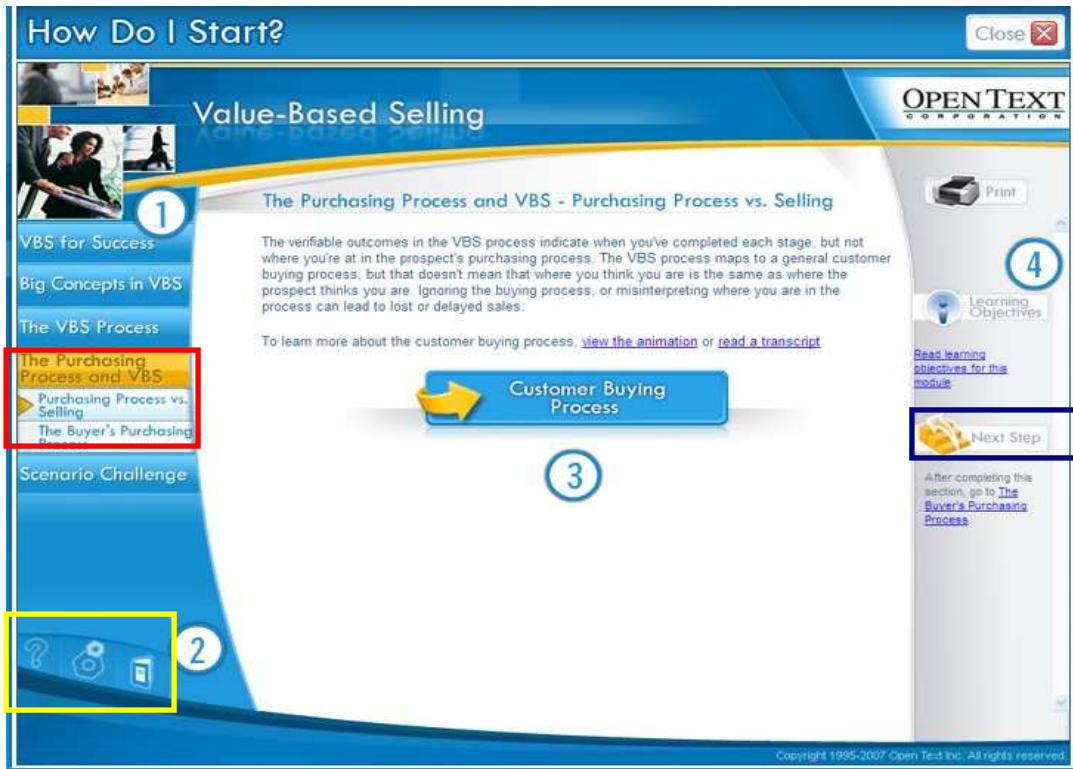 How Do I Start?
Close
Value-Based Selling
OPEN TEXT
CORPORATION
1
VBS for Success
Big Concepts in VBS
The VBS Process
The Purchasing
Process and VBS
Purchasing Process vs.
Selling
The Buyer's Purchasing
Process
Scenario Challenge
?
2
The Purchasing Process and VBS - Purchasing Process vs. Selling
The verifiable outcomes in the VBS process indicate when you've completed each stage, but not
where you're at in the prospect's purchasing process. The VBS process maps to a general customer
buying process, but that doesn't mean that where you think you are is the same as where the
prospect thinks you are. Ignoring the buying process, or misinterpreting where you are in the
process can lead to lost or delayed sales.
To learn more about the customer buying process, view the animation or read a transcript
Customer Buying
Process
3
Print
4
Learning
Objectives
Read learning
objectives for this
module.
Next Step
After completing this
section, go to The
Buyer's Purchasing
Process
Copyright 1995-2007 Open Text Inc. All rights reserved.